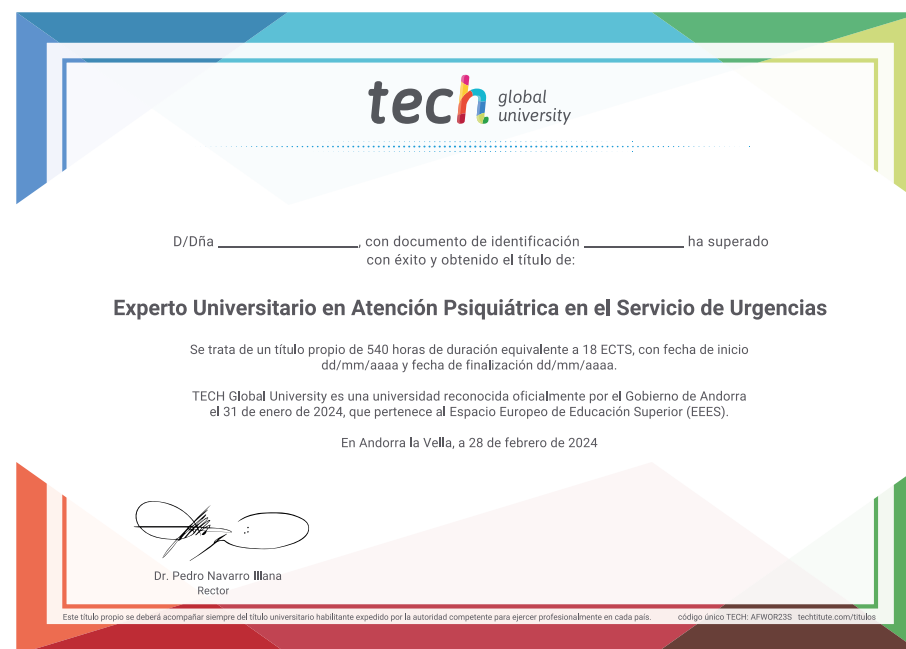 tech global university
D/Dña ____________, con documento de identificación ____________ ha superado
con éxito y obtenido el título de:
Experto Universitario en Atención Psiquiátrica en el Servicio de Urgencias
Se trata de un título propio de 540 horas de duración equivalente a 18 ECTS, con fecha de inicio
dd/mm/aaaa y fecha de finalización dd/mm/aaaa.
TECH Global University es una universidad reconocida oficialmente por el Gobierno de Andorra
el 31 de enero de 2024, que pertenece al Espacio Europeo de Educación Superior (EEES).
En Andorra la Vella, a 28 de febrero de 2024
Dr. Pedro Navarro Illana
Rector
Este título propio se deberá acompañar siempre del título universitario habilitante expedido por la autoridad competente para ejercer profesionalmente en cada país. código único TECH: AFWOR23S techtitute.com/titulos